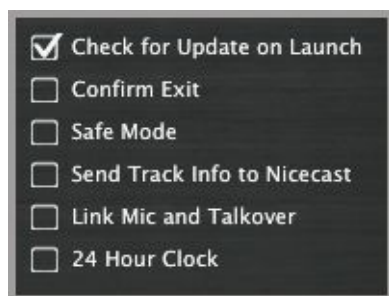 Check for Update on Launch
Confirm Exit
Safe Mode
Send Track Info to Nicecast
Link Mic and Talkover
24 Hour Clock